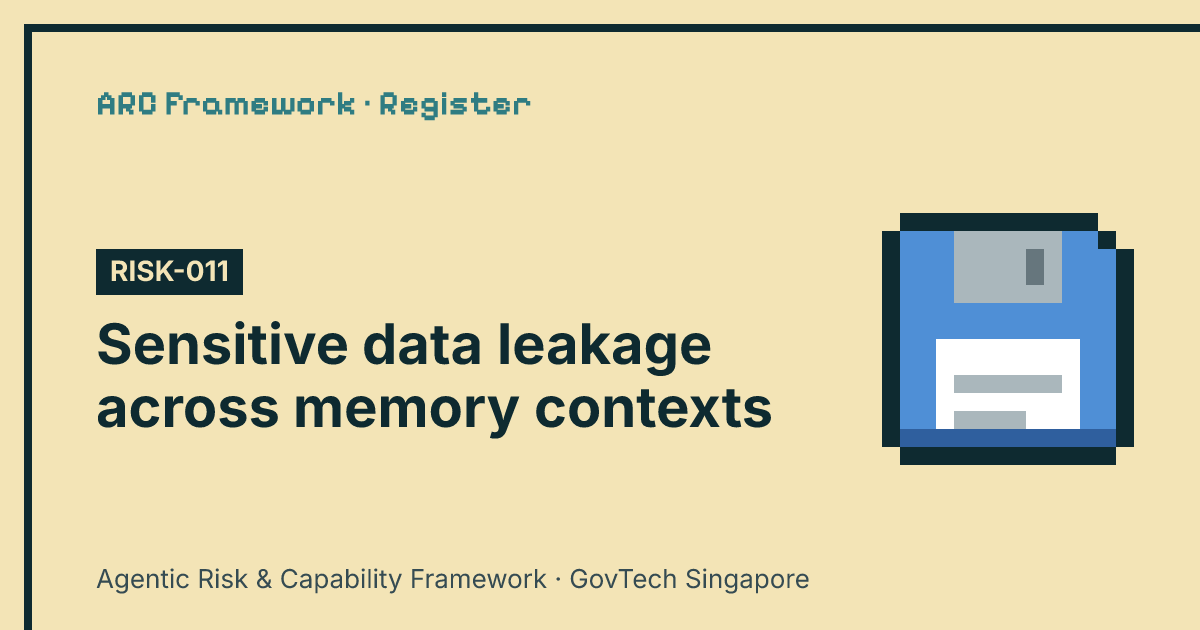 ARC Framework · Register
RISK-011
Sensitive data leakage
across memory contexts
Agentic Risk & Capability Framework · GovTech Singapore